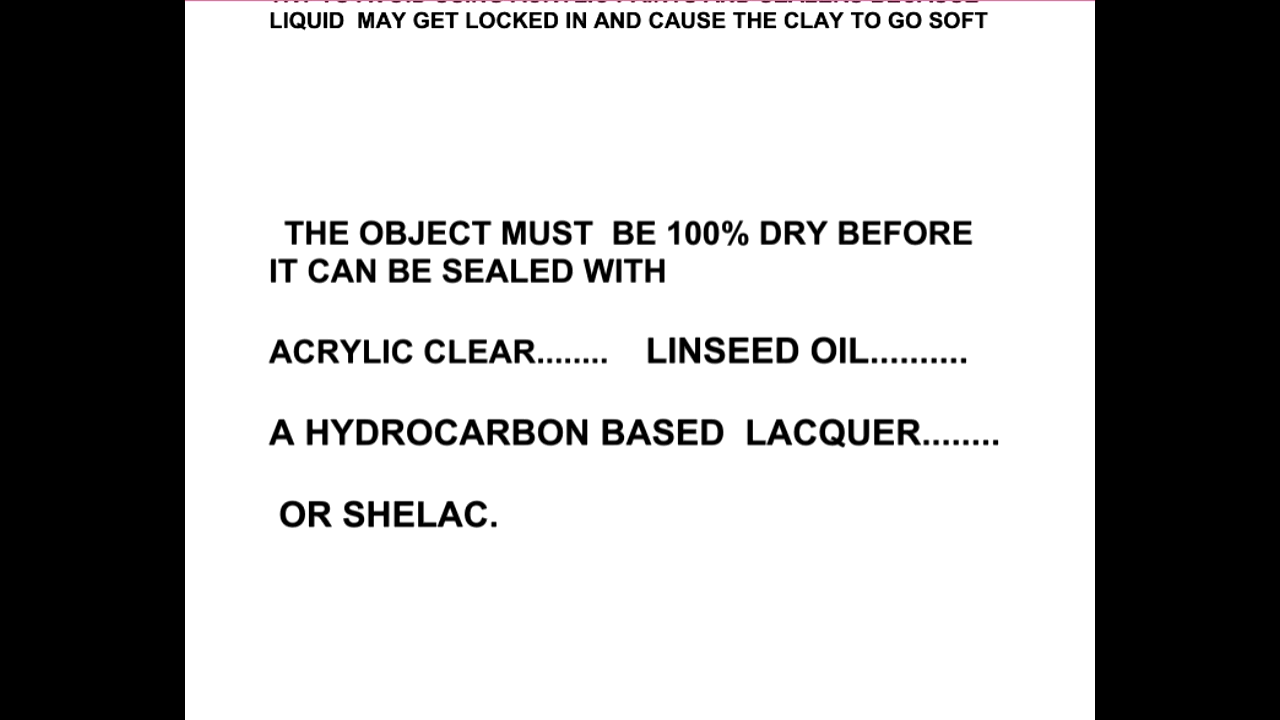 LIQUID  MAY GET LOCKED IN AND CAUSE THE CLAY TO GO SOFT
THE OBJECT MUST  BE 100% DRY BEFORE
IT CAN BE SEALED WITH
ACRYLIC CLEAR........    LINSEED OIL..........
A HYDROCARBON BASED  LACQUER........
OR SHELAC.